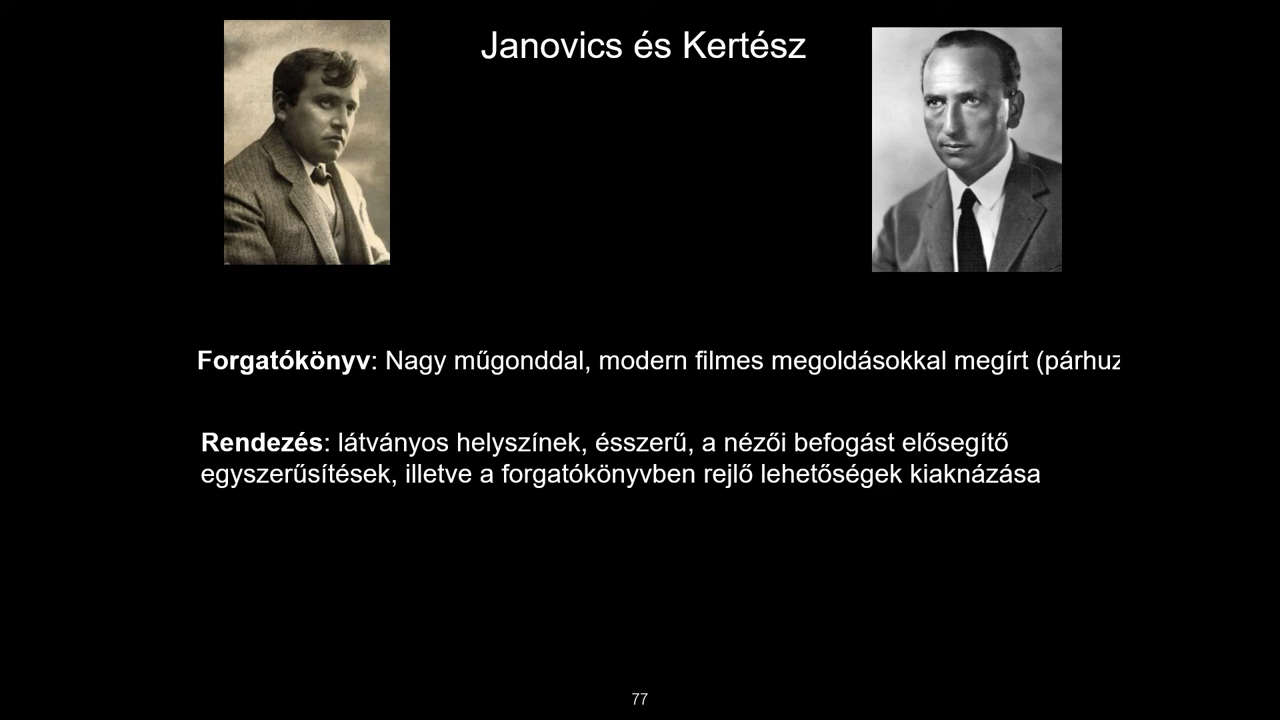 Janovics és Kertész
Forgatókönyv: Nagy műgonddal, modern filmes megoldásokkal megírt (párhuz
Rendezés: látványos helyszínek, ésszerű, a nézői befogást elősegítő
egyszerűsítések, illetve a forgatókönyvben rejlő lehetőségek kiaknázása
77